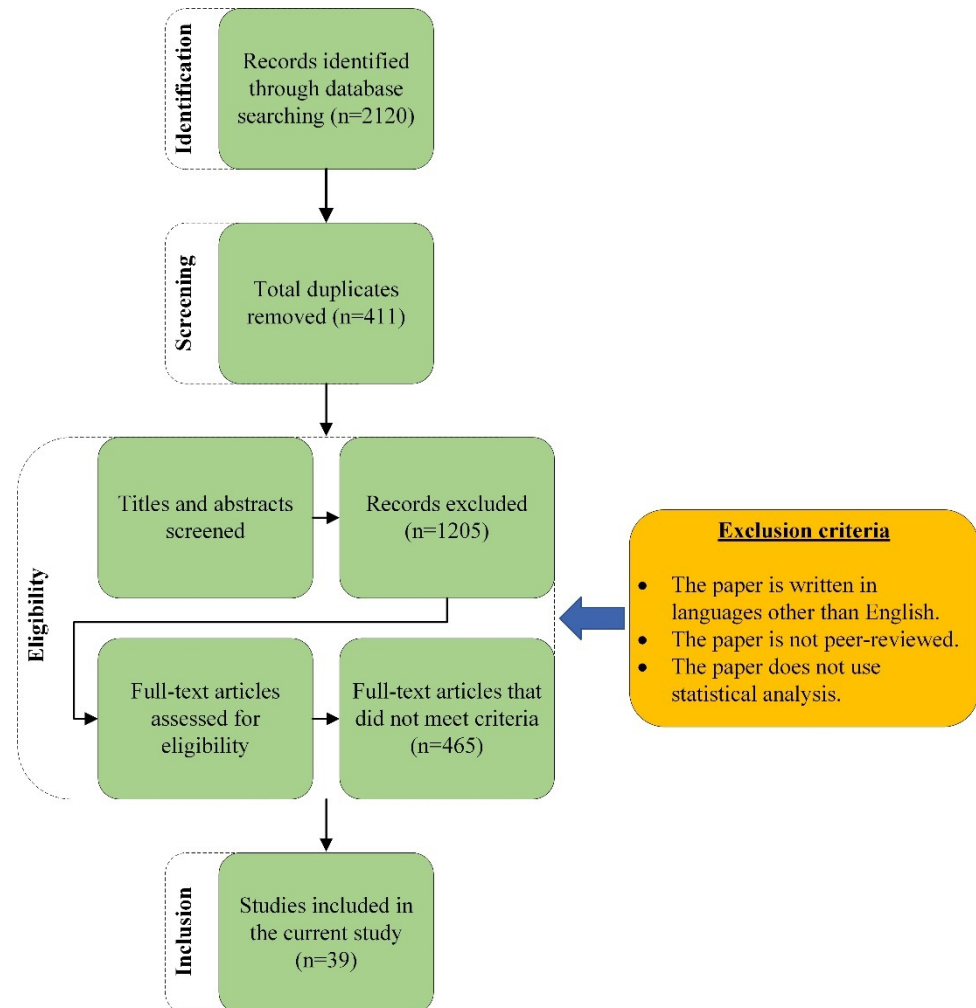 Identification
Records identified
through database
searching (n=2120)
Screening
Total duplicates
removed (n=411)
Eligibility
Titles and abstracts
screened
Records excluded
(n=1205)
Exclusion criteria
• The paper is written in
languages other than English.
• The paper is not peer-reviewed.
• The paper does not use
statistical analysis.
Full-text articles
assessed for
eligibility
Full-text articles that
did not meet criteria
(n=465)
Inclusion
Studies included in
the current study
(n=39)